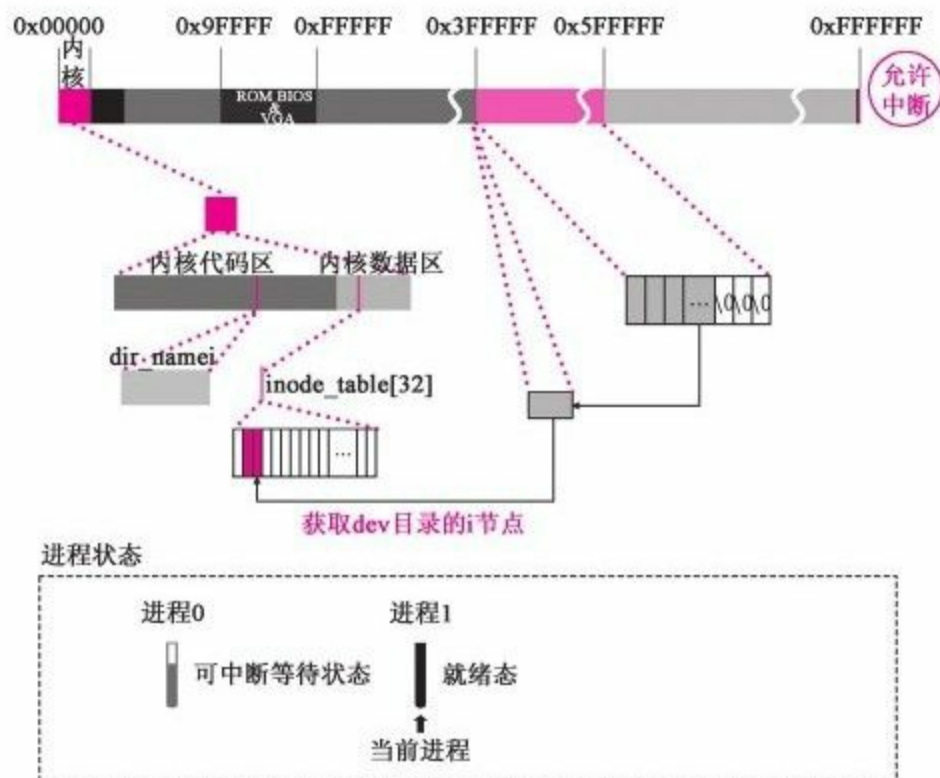 0x00000 0x9FFFF 0xFFFFF 0x3FFFFF 0x5FFFFF 0xFFFFFF
内核
允许
中断
ROM BIOS
&
VGA
内核代码区 内核数据区
... \0\0\0
dir_namei
inode_table[32]
...
获取dev目录的i节点
进程状态
进程0 进程1
可中断等待状态 就绪态
当前进程